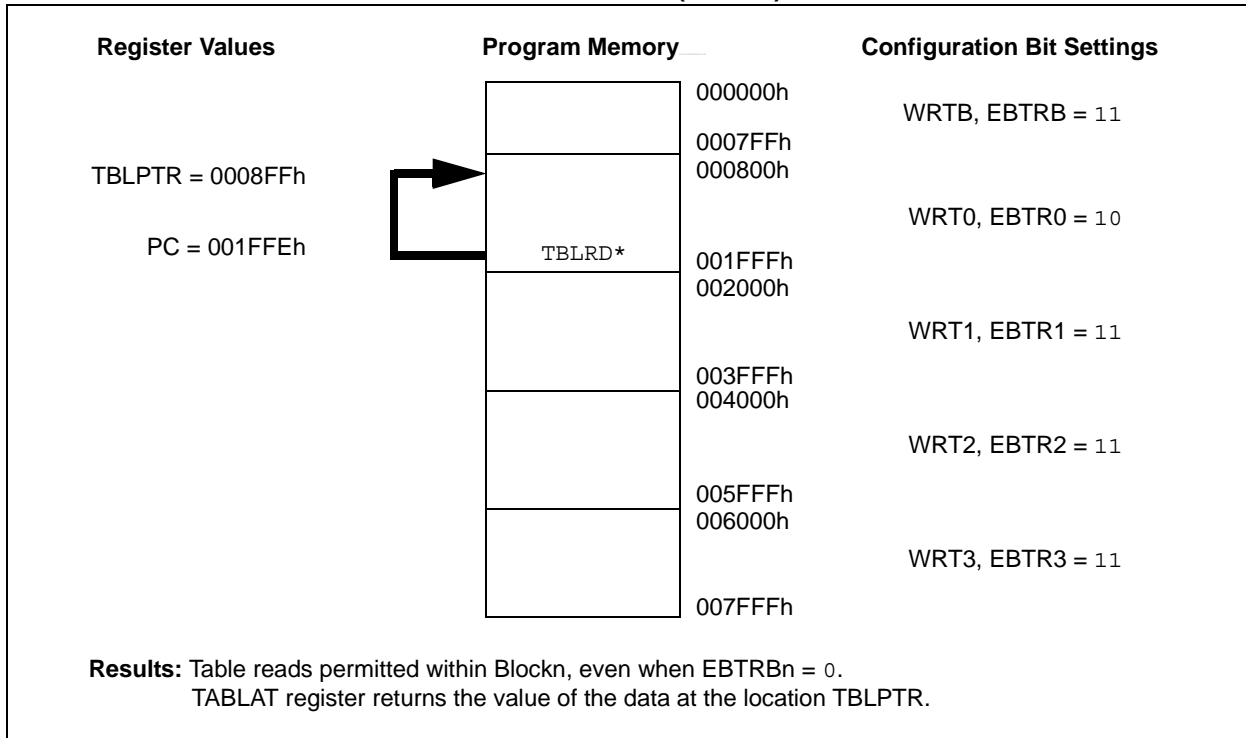 Register Values Program Memory Configuration Bit Settings
000000h
WRTB, EBTRB = 11
0007FFh
TBLPTR = 0008FFh 000800h
WRT0, EBTR0 = 10
PC = 001FFEh TBLRD* 001FFFh
002000h
WRT1, EBTR1 = 11
003FFFh
004000h
WRT2, EBTR2 = 11
005FFFh
006000h
WRT3, EBTR3 = 11
007FFFh
Results: Table reads permitted within Blockn, even when EBTRBn = 0.
TABLAT register returns the value of the data at the location TBLPTR.